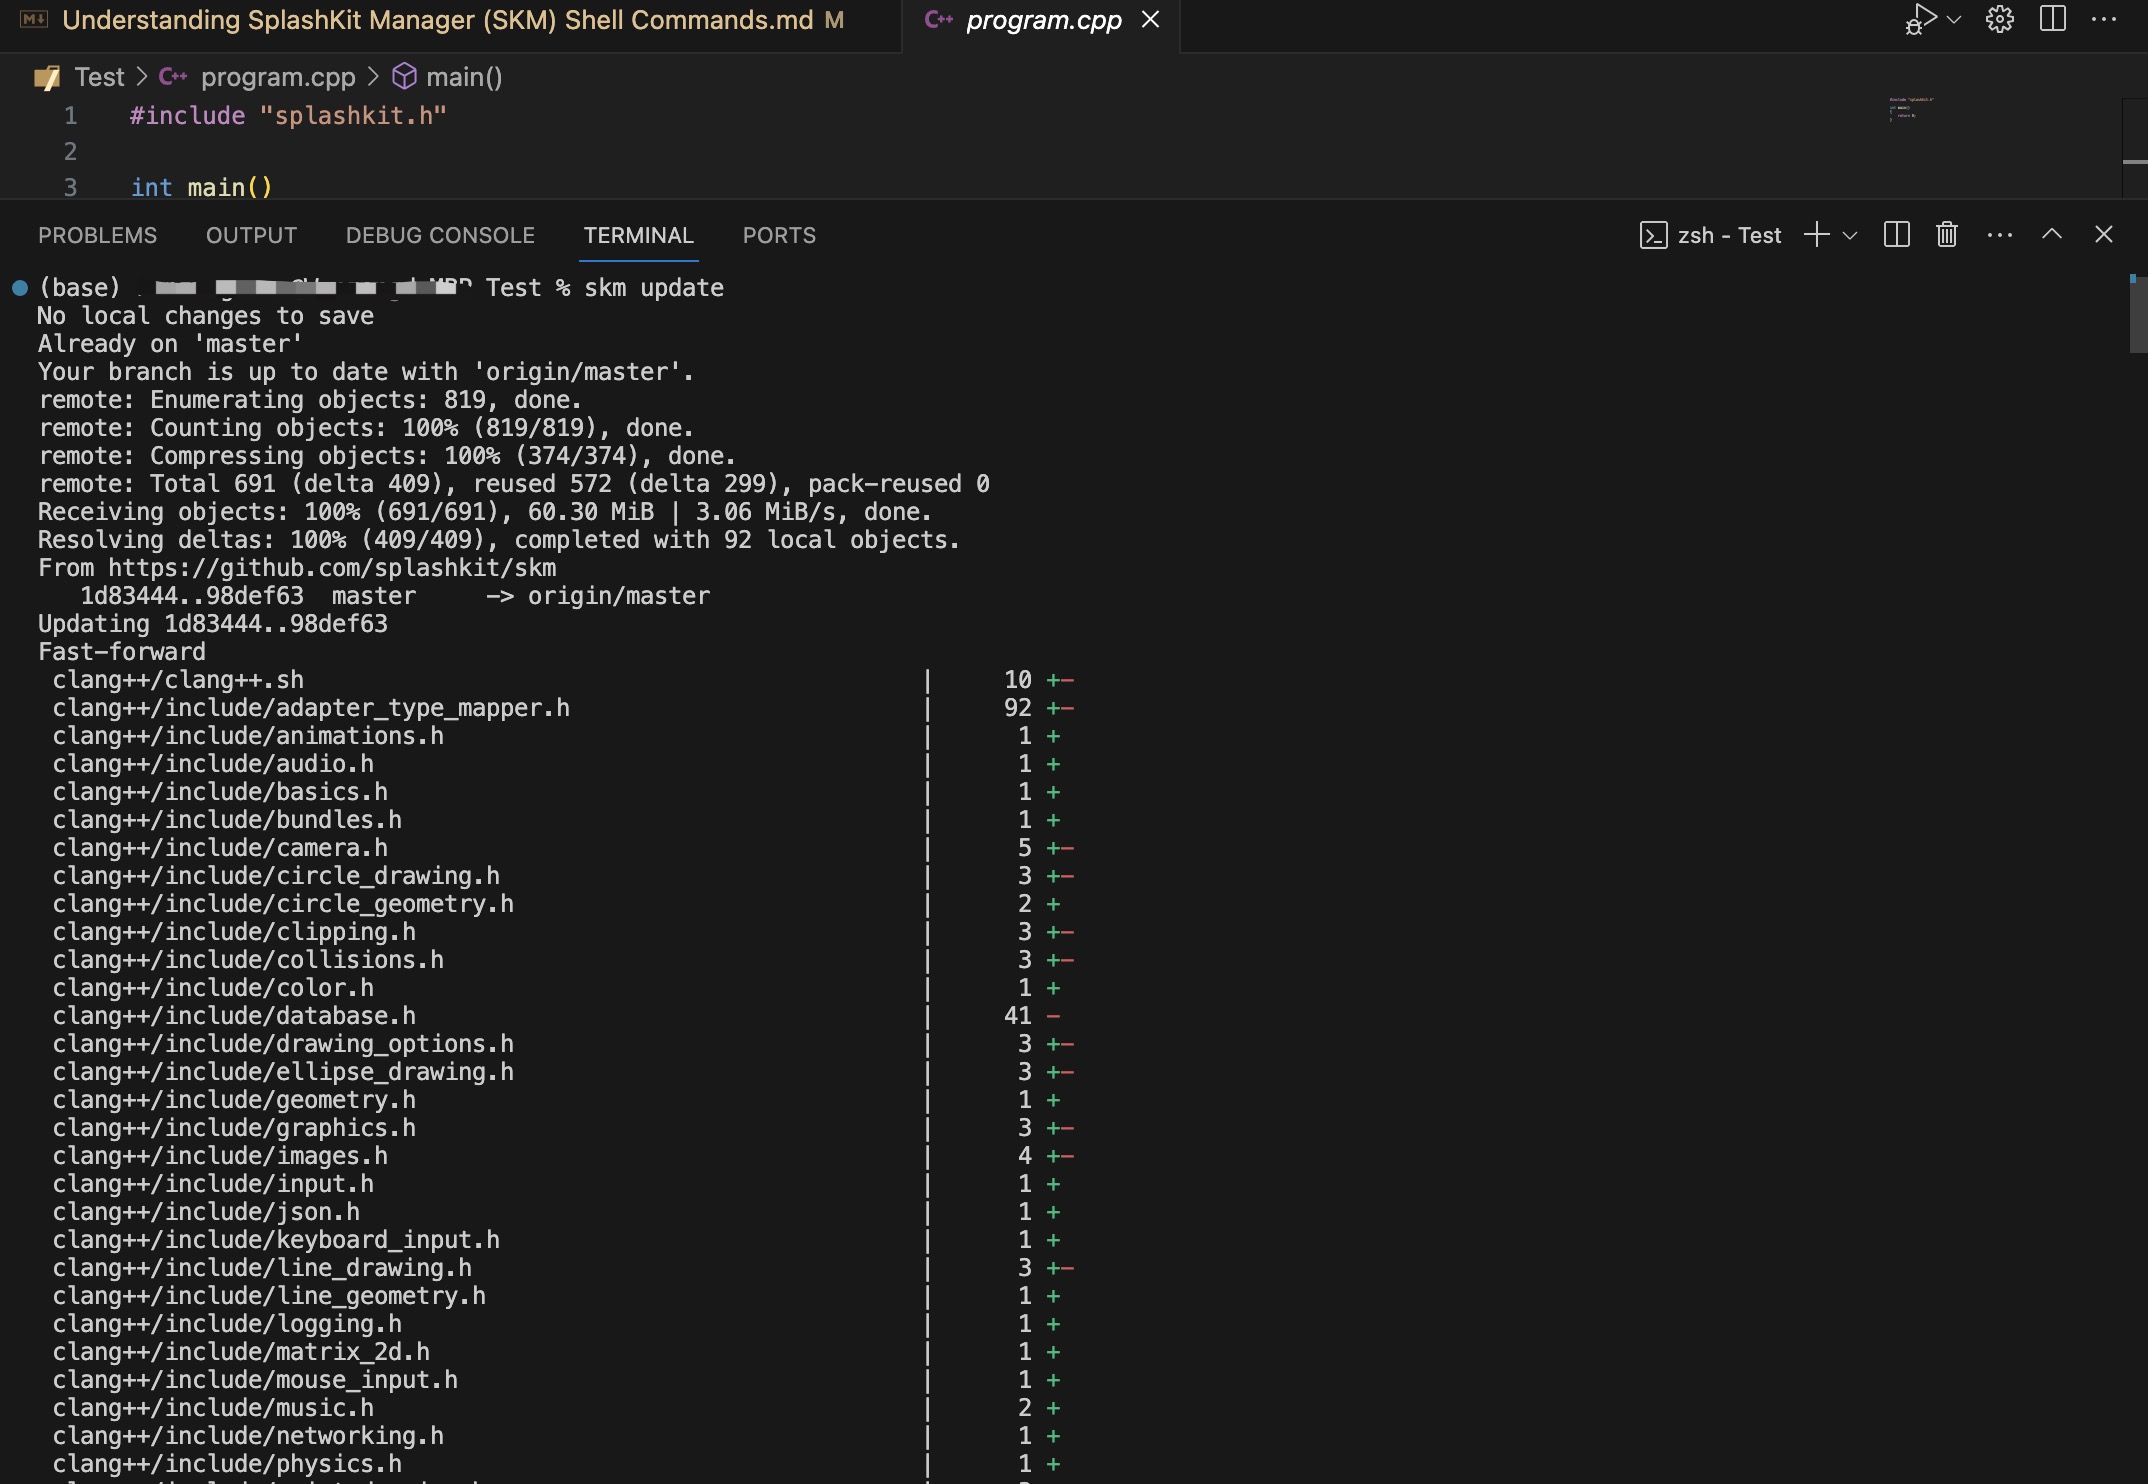 Understanding SplashKit Manager (SKM) Shell Commands.md M
C++ program.cpp
Test > C++ program.cpp > main()
1 #include "splashkit.h"
2
3 int main()
PROBLEMS OUTPUT DEBUG CONSOLE TERMINAL PORTS zsh - Test
(base) Test % skm update
No local changes to save
Already on 'master'
Your branch is up to date with 'origin/master'.
remote: Enumerating objects: 819, done.
remote: Counting objects: 100% (819/819), done.
remote: Compressing objects: 100% (374/374), done.
remote: Total 691 (delta 409), reused 572 (delta 299), pack-reused 0
Receiving objects: 100% (691/691), 60.30 MiB | 3.06 MiB/s, done.
Resolving deltas: 100% (409/409), completed with 92 local objects.
From https://github.com/splashkit/skm
1d83444..98def63 master -> origin/master
Updating 1d83444..98def63
Fast-forward
clang++/clang++.sh | 10 +-
clang++/include/adapter_type_mapper.h | 92 +-
clang++/include/animations.h | 1 +
clang++/include/audio.h | 1 +
clang++/include/basics.h | 1 +
clang++/include/bundles.h | 1 +
clang++/include/camera.h | 5 +-
clang++/include/circle_drawing.h | 3 +-
clang++/include/circle_geometry.h | 2 +
clang++/include/clipping.h | 3 +-
clang++/include/collisions.h | 3 +-
clang++/include/color.h | 1 +
clang++/include/database.h | 41 -
clang++/include/drawing_options.h | 3 +-
clang++/include/ellipse_drawing.h | 3 +-
clang++/include/geometry.h | 1 +
clang++/include/graphics.h | 3 +-
clang++/include/images.h | 4 +-
clang++/include/input.h | 1 +
clang++/include/json.h | 1 +
clang++/include/keyboard_input.h | 1 +
clang++/include/line_drawing.h | 3 +-
clang++/include/line_geometry.h | 1 +
clang++/include/logging.h | 1 +
clang++/include/matrix_2d.h | 1 +
clang++/include/mouse_input.h | 1 +
clang++/include/music.h | 2 +
clang++/include/networking.h | 1 +
clang++/include/physics.h | 1 +